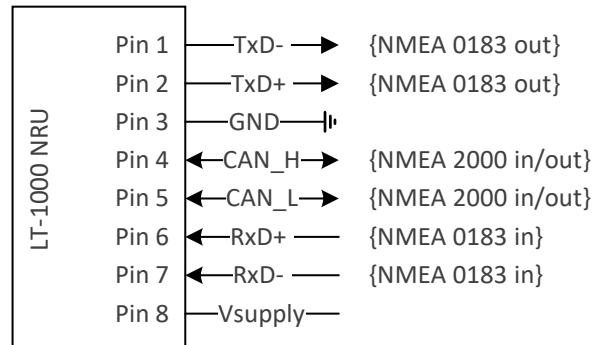 LT-1000 NRU
Pin 1 TxD- {NMEA 0183 out}
Pin 2 TxD+ {NMEA 0183 out}
Pin 3 GND
Pin 4 CAN_H {NMEA 2000 in/out}
Pin 5 CAN_L {NMEA 2000 in/out}
Pin 6 RxD+ {NMEA 0183 in}
Pin 7 RxD- {NMEA 0183 in}
Pin 8 Vsupply